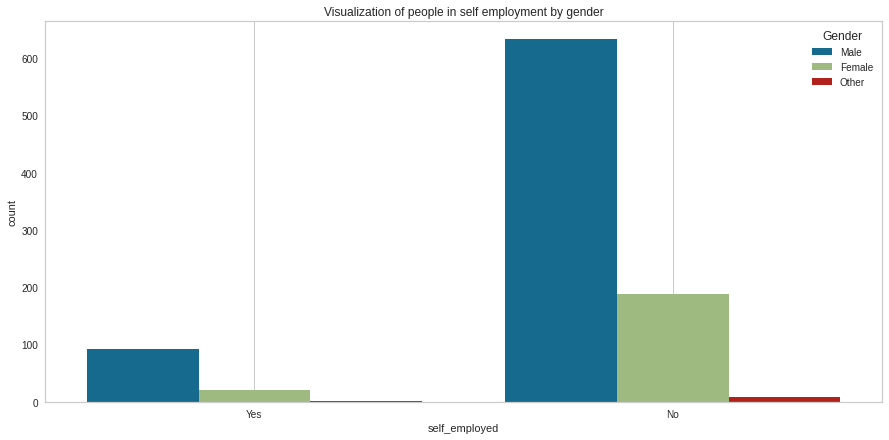 Visualization of people in self employment by gender
Gender
Male
Female
Other
600
500
400
300
200
100
0
count
Yes
No
self_employed